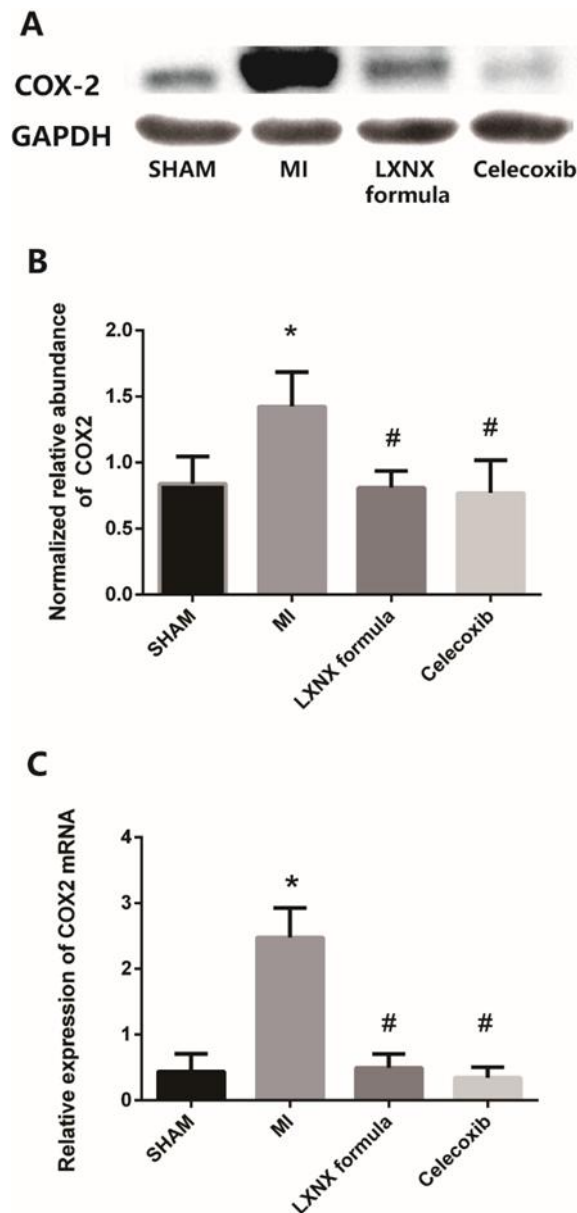 A
COX-2
GAPDH
SHAM MI LXNX Celecoxib
formula
B
Normalized relative abundance
of COX2
2.0
1.5
1.0
0.5
0.0
*
#
#
SHAM
MI
LXNX formula
Celecoxib
C
Relative expression of COX2 mRNA
4
3
2
1
0
*
#
#
SHAM
MI
LXNX formula
Celecoxib